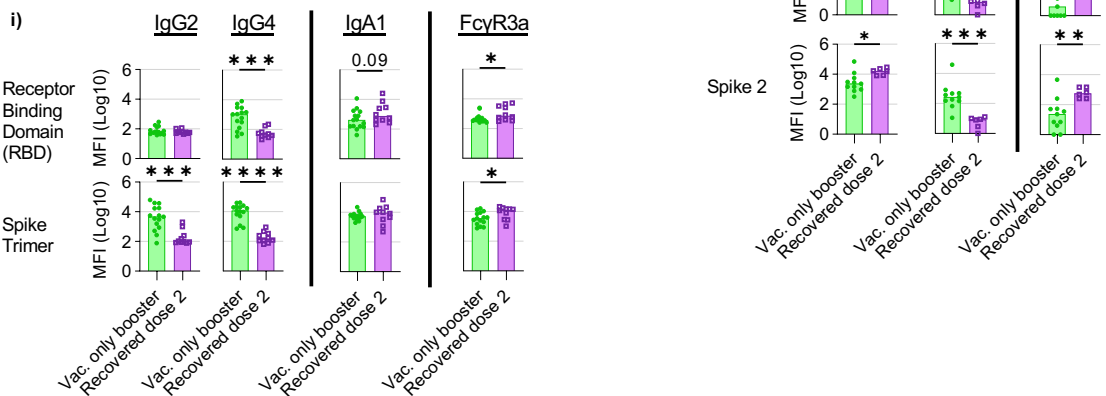 i)
IgG2 IgG4 IgA1 FcγR3a
* * * 0.09 *
Receptor
Binding
Domain
(RBD)
MFI (Log10)
6
4
2
0
* * * * * * * *
Spike
Trimer
MFI (Log10)
6
4
2
0
Vac. only booster
Recovered dose 2
Vac. only booster
Recovered dose 2
Vac. only booster
Recovered dose 2
Vac. only booster
Recovered dose 2
0
* * * * * *
Spike 2
MFI (Log10)
6
4
2
0
Vac. only booster
Recovered dose 2
Vac. only booster
Recovered dose 2
Vac. only booster
Recovered dose 2